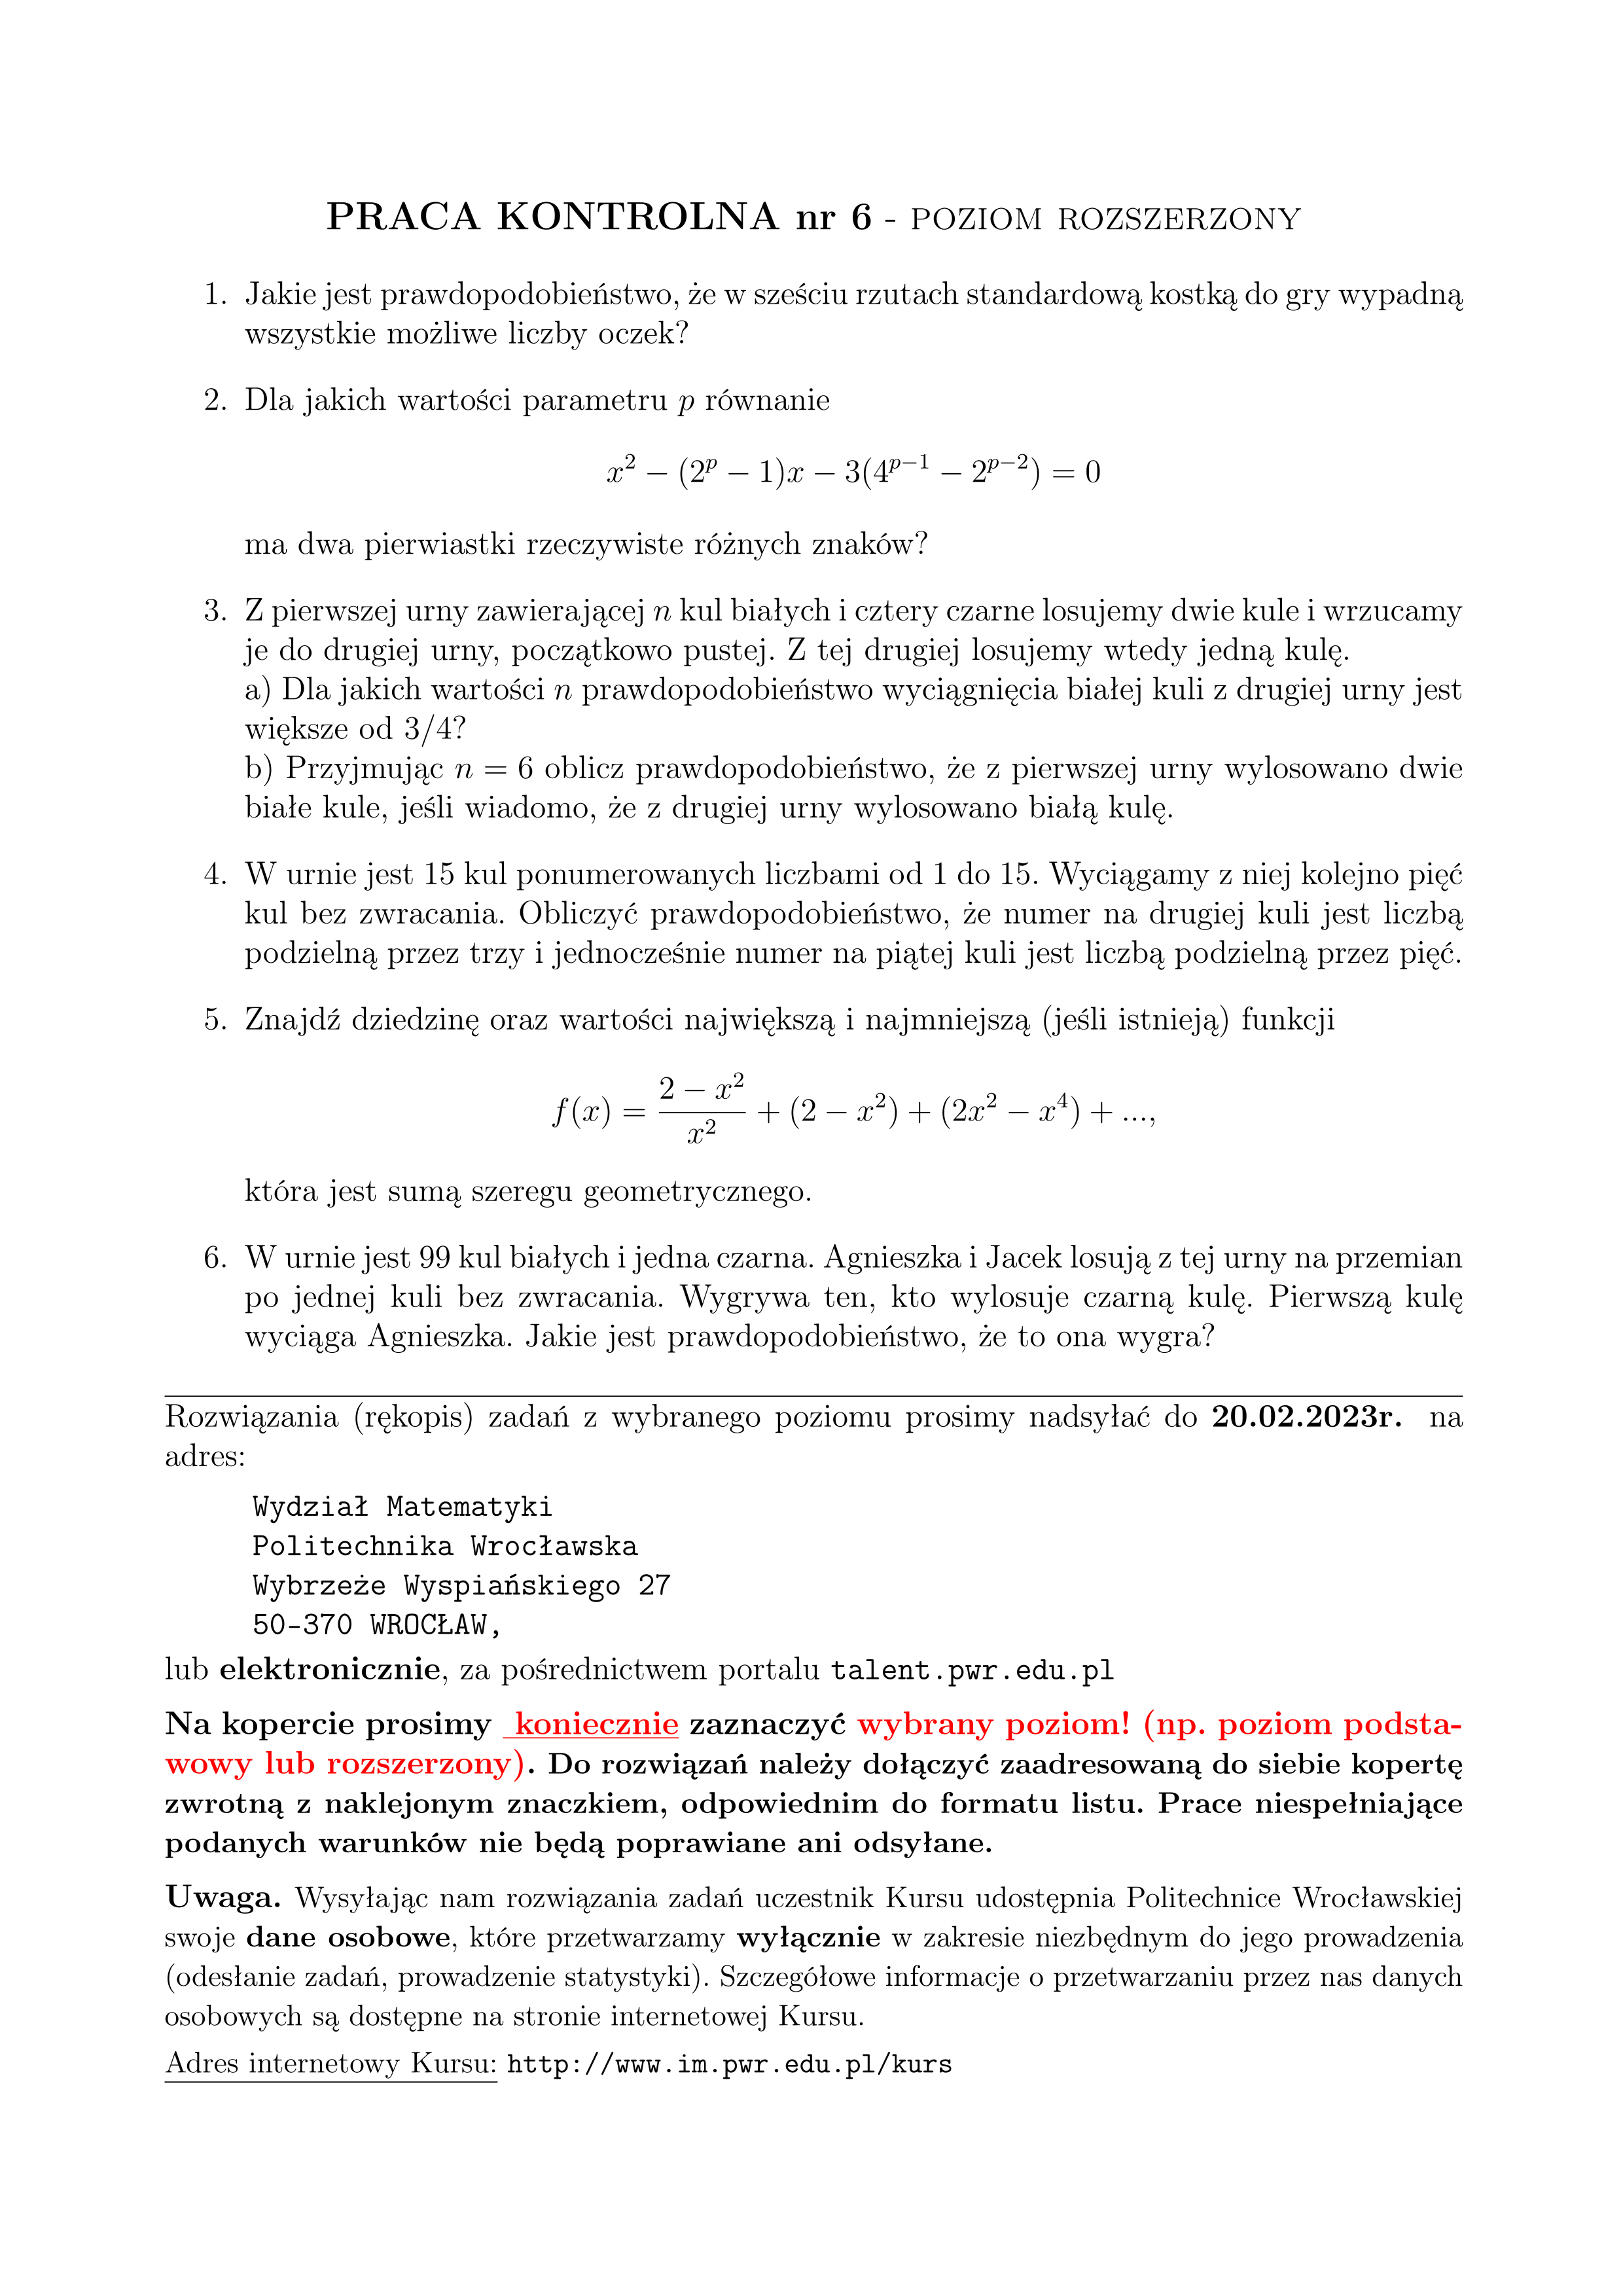 PRACA KONTROLNA nr 6 - POZIOM ROZSZERZONY
1. Jakie jest prawdopodobieństwo, że w sześciu rzutach standardową kostką do gry wypadną
wszystkie możliwe liczby oczek?
2. Dla jakich wartości parametru p równanie
x² − (2^p − 1)x − 3(4^{p−1} − 2^{p−2}) = 0
ma dwa pierwiastki rzeczywiste różnych znaków?
3. Z pierwszej urny zawierającej n kul białych i cztery czarne losujemy dwie kule i wrzucamy
je do drugiej urny, początkowo pustej. Z tej drugiej losujemy wtedy jedną kulę.
a) Dla jakich wartości n prawdopodobieństwo wyciągnięcia białej kuli z drugiej urny jest
większe od 3/4?
b) Przyjmując n = 6 oblicz prawdopodobieństwo, że z pierwszej urny wylosowano dwie
białe kule, jeśli wiadomo, że z drugiej urny wylosowano białą kulę.
4. W urnie jest 15 kul ponumerowanych liczbami od 1 do 15. Wyciągamy z niej kolejno pięć
kul bez zwracania. Obliczyć prawdopodobieństwo, że numer na drugiej kuli jest liczbą
podzielną przez trzy i jednocześnie numer na piątej kuli jest liczbą podzielną przez pięć.
5. Znajdź dziedzinę oraz wartości największą i najmniejszą (jeśli istnieją) funkcji
f(x) = \frac{2 − x²}{x²} + (2 − x²) + (2x² − x⁴) + ...,
która jest sumą szeregu geometrycznego.
6. W urnie jest 99 kul białych i jedna czarna. Agnieszka i Jacek losują z tej urny na przemian
po jednej kuli bez zwracania. Wygrywa ten, kto wylosuje czarną kulę. Pierwszą kulę
wyciąga Agnieszka. Jakie jest prawdopodobieństwo, że to ona wygra?
Rozwiązania (rękopis) zadań z wybranego poziomu prosimy nadsyłać do 20.02.2023r. na
adres:
Wydział Matematyki
Politechnika Wrocławska
Wybrzeże Wyspiańskiego 27
50-370 WROCŁAW,
lub elektronicznie, za pośrednictwem portalu talent.pwr.edu.pl
Na kopercie prosimy koniecznie zaznaczyć wybrany poziom! (np. poziom podsta-
wowy lub rozszerzony). Do rozwiązań należy dołączyć zaadresowaną do siebie kopertę
zwrotną z naklejonym znaczkiem, odpowiednim do formatu listu. Prace niespełniające
podanych warunków nie będą poprawiane ani odsyłane.
Uwaga. Wysyłając nam rozwiązania zadań uczestnik Kursu udostępnia Politechnice Wrocławskiej
swoje dane osobowe, które przetwarzamy wyłącznie w zakresie niezbędnym do jego prowadzenia
(odesłanie zadań, prowadzenie statystyki). Szczegółowe informacje o przetwarzaniu przez nas danych
osobowych są dostępne na stronie internetowej Kursu.
Adres internetowy Kursu: http://www.im.pwr.edu.pl/kurs